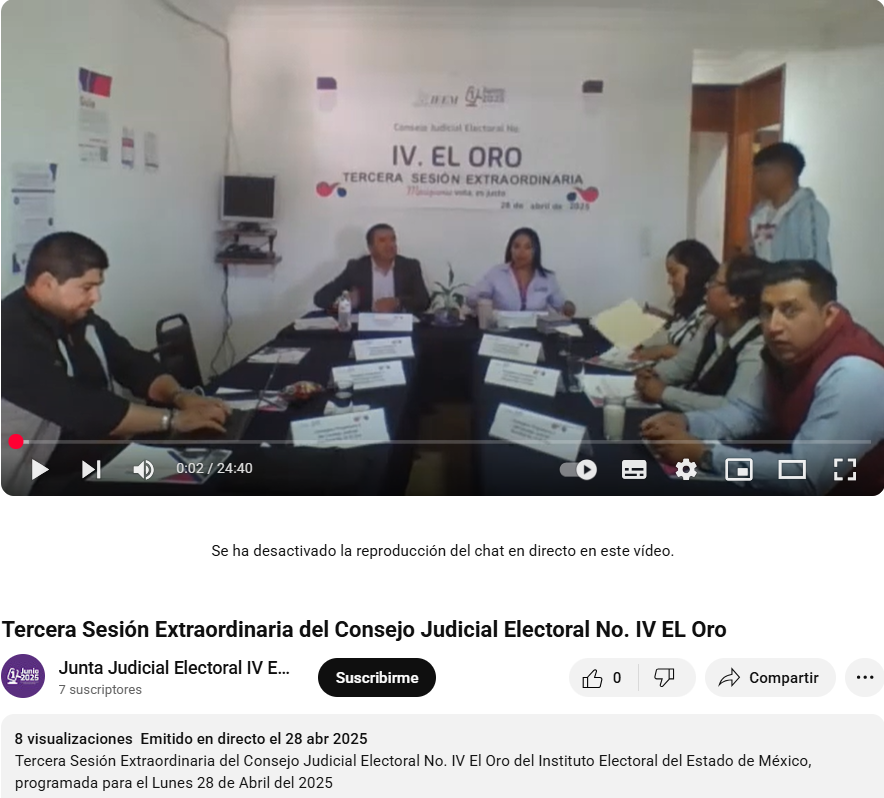 Guía
IEEM Junio 2025
Consejo Judicial Electoral No.
IV. EL ORO
TERCERA SESIÓN EXTRAORDINARIA
vota, es justo
28 de abril de 2025
0:02 / 24:40
Se ha desactivado la reproducción del chat en directo en este vídeo.
Tercera Sesión Extraordinaria del Consejo Judicial Electoral No. IV EL Oro
Junio 2025
Junta Judicial Electoral IV E...
7 suscriptores
Suscribirme
0
Compartir
8 visualizaciones Emitido en directo el 28 abr 2025
Tercera Sesión Extraordinaria del Consejo Judicial Electoral No. IV El Oro del Instituto Electoral del Estado de México,
programada para el Lunes 28 de Abril del 2025